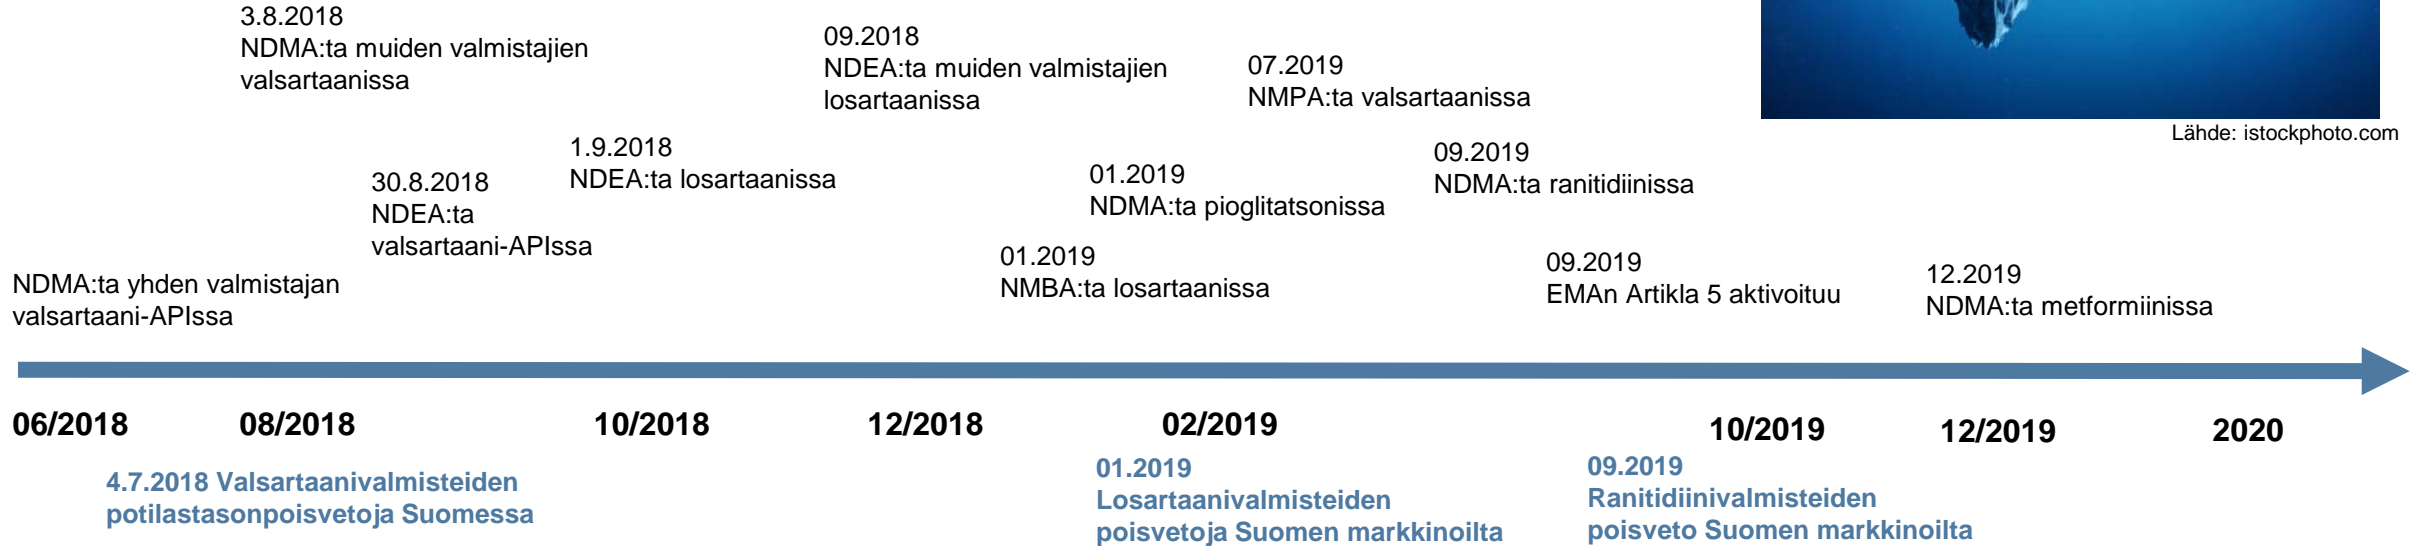 3.8.2018
NDMA:ta muiden valmistajien
valsartaanissa
09.2018
NDEA:ta muiden valmistajien
losartaanissa
07.2019
NMPA:ta valsartaanissa
Lähde: istockphoto.com
1.9.2018
NDEA:ta losartaanissa
09.2019
NDMA:ta ranitidiinissa
30.8.2018
NDEA:ta
valsartaani-APIssa
01.2019
NDMA:ta pioglitatsonissa
01.2019
NMBA:ta losartaanissa
09.2019
EMAn Artikla 5 aktivoituu
12.2019
NDMA:ta metformiinissa
NDMA:ta yhden valmistajan
valsartaani-APIssa
06/2018
08/2018
10/2018
12/2018
02/2019
10/2019
12/2019
2020
4.7.2018 Valsartaanivalmisteiden
potilastasonpoisvetoja Suomessa
01.2019
Losartaanivalmisteiden
poisvetoja Suomen markkinoilta
09.2019
Ranitidiinivalmisteiden
poisveto Suomen markkinoilta